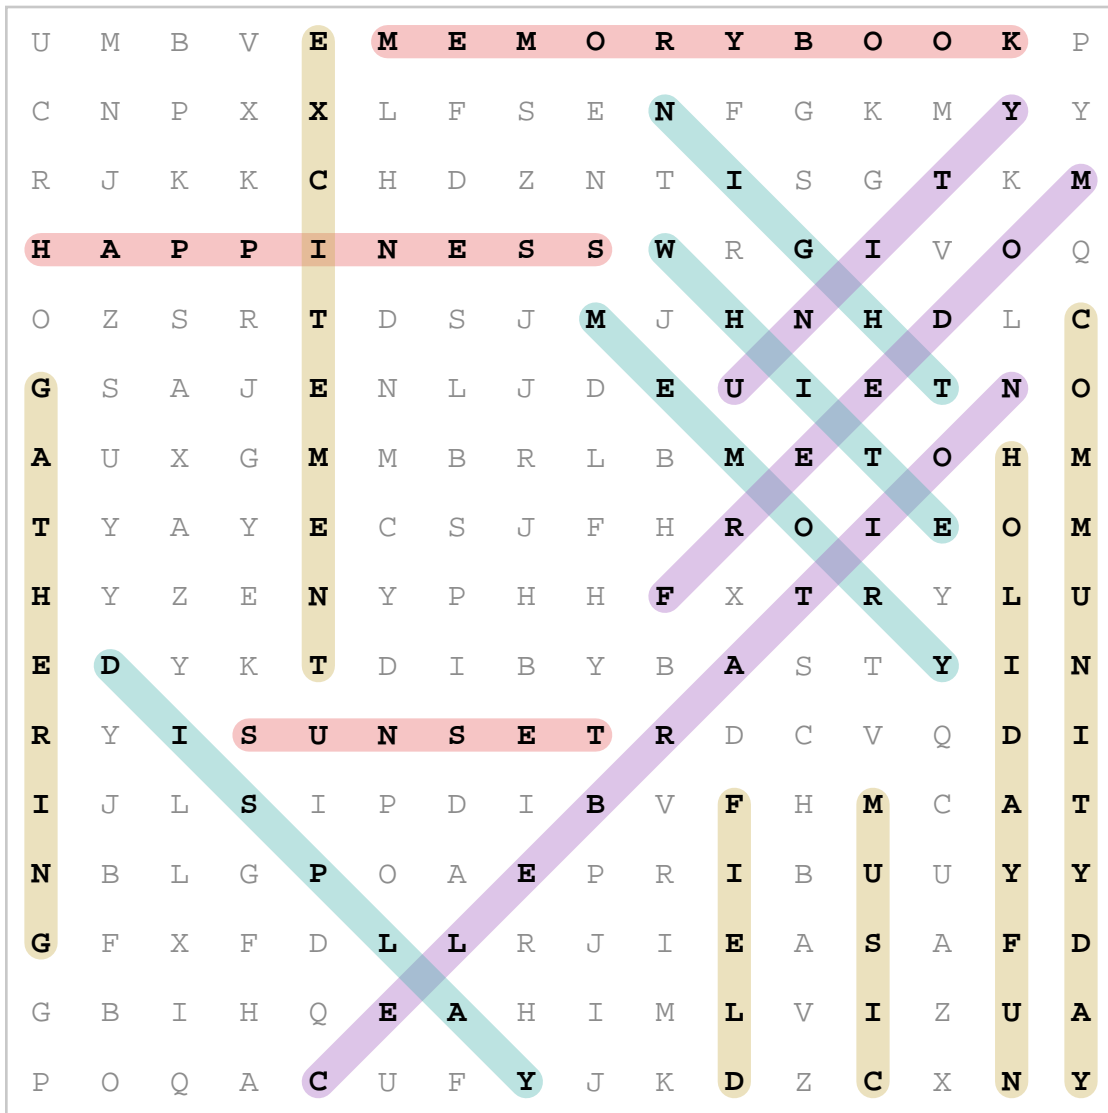 U M B V E M E M O R Y B O O K P
C N P X X L F S E N F G K M Y Y
R J K K C H D Z N T I S G T K M
H A P P I N E S S W R G I V O Q
O Z S R T D S J M J H N H D L C
G S A J E N L J D E U I E T N O
A U X G M M B R L B M E T O H M
T Y A Y E C S J F H R O I E O M
H Y Z E N Y P H H F X T R Y L U
E D Y K T D I B Y B A S T Y I N
R Y I S U N S E T R D C V Q D I
I J L S I P D I B V F H M C A T
N B L G P O A E P R I B U U Y Y
G F X F D L L R J I E A S A F D
G B I H Q E A H I M L V I Z U A
P O Q A C U F Y J K D Z C X N Y